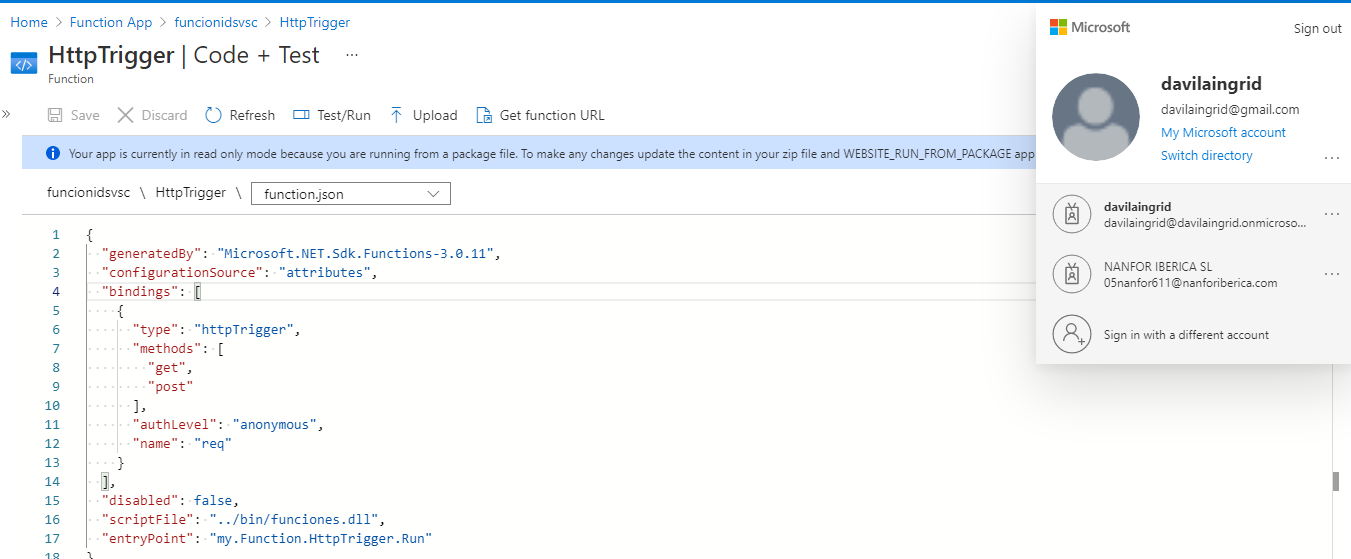 Home > Function App > funcionidsvsc > HttpTrigger
HttpTrigger | Code + Test ...
Function
Save Discard Refresh Test/Run Upload Get function URL
Your app is currently in read only mode because you are running from a package file. To make any changes update the content in your zip file and WEBSITE_RUN_FROM_PACKAGE app
funcionidsvsc \ HttpTrigger \ function.json
1 {
2 "generatedBy": "Microsoft.NET.Sdk.Functions-3.0.11",
3 "configurationSource": "attributes",
4 "bindings": [
5 {
6 "type": "httpTrigger",
7 "methods": [
8 "get",
9 "post"
10 ],
11 "authLevel": "anonymous",
12 "name": "req"
13 }
14 ],
15 "disabled": false,
16 "scriptFile": "../bin/funciones.dll",
17 "entryPoint": "my.Function.HttpTrigger.Run"
18 }
Microsoft
Sign out
davilaingrid
davilaingrid@gmail.com
My Microsoft account
Switch directory
davilaingrid
davilaingrid@davilaingrid.onmicroso...
NANFOR IBERICA SL
05nanfor611@nanforiberica.com
Sign in with a different account